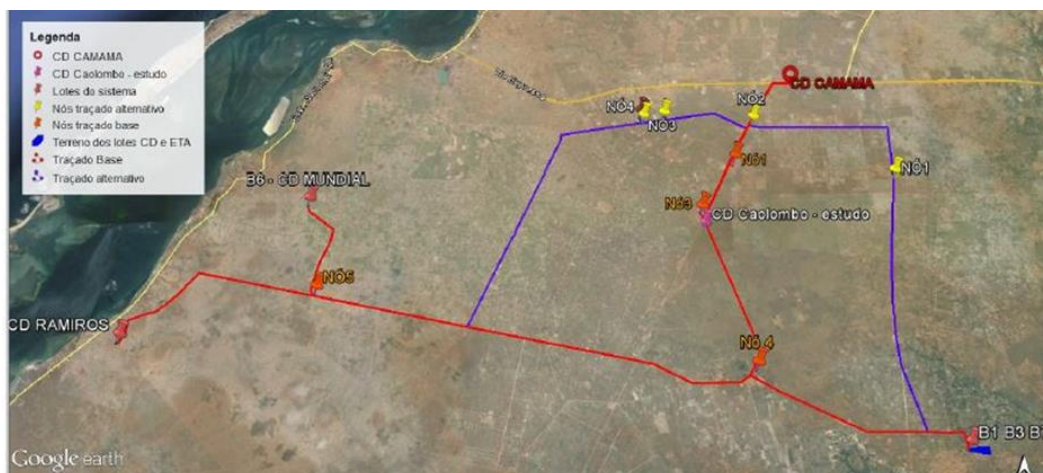 Legenda
CD CAMAMA
CD Caolombo - estudo
Lotes do sistema
Nós traçado alternativo
Nós traçado base
Terreno dos lotes CD e ETA
Traçado Base
Traçado alternativo
CD CAMAMA
NÓ4
NÓ3
NÓ2
Nó1
NÓ1
B6 - CD MUNDIAL
Nó3
CD Caolombo - estudo
NÓ5
CD RAMIROS
Nó 4
B1 B3 B
Google earth